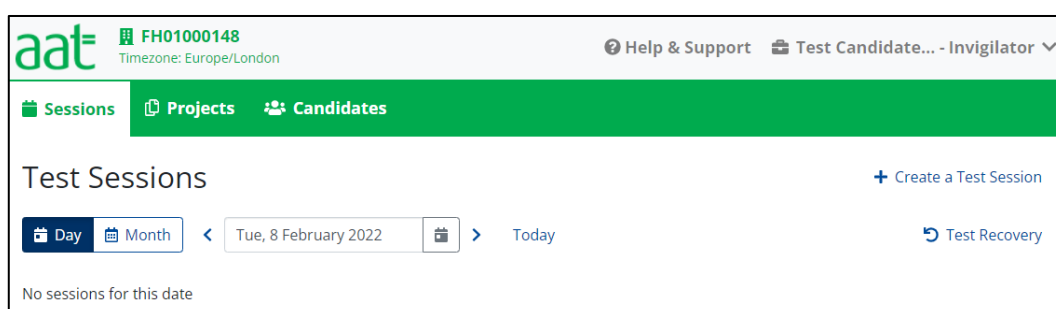 aat FH01000148
Timezone: Europe/London
Help & Support Test Candidate... - Invigilator
Sessions Projects Candidates
Test Sessions
+ Create a Test Session
Day Month Tue, 8 February 2022 Today Test Recovery
No sessions for this date